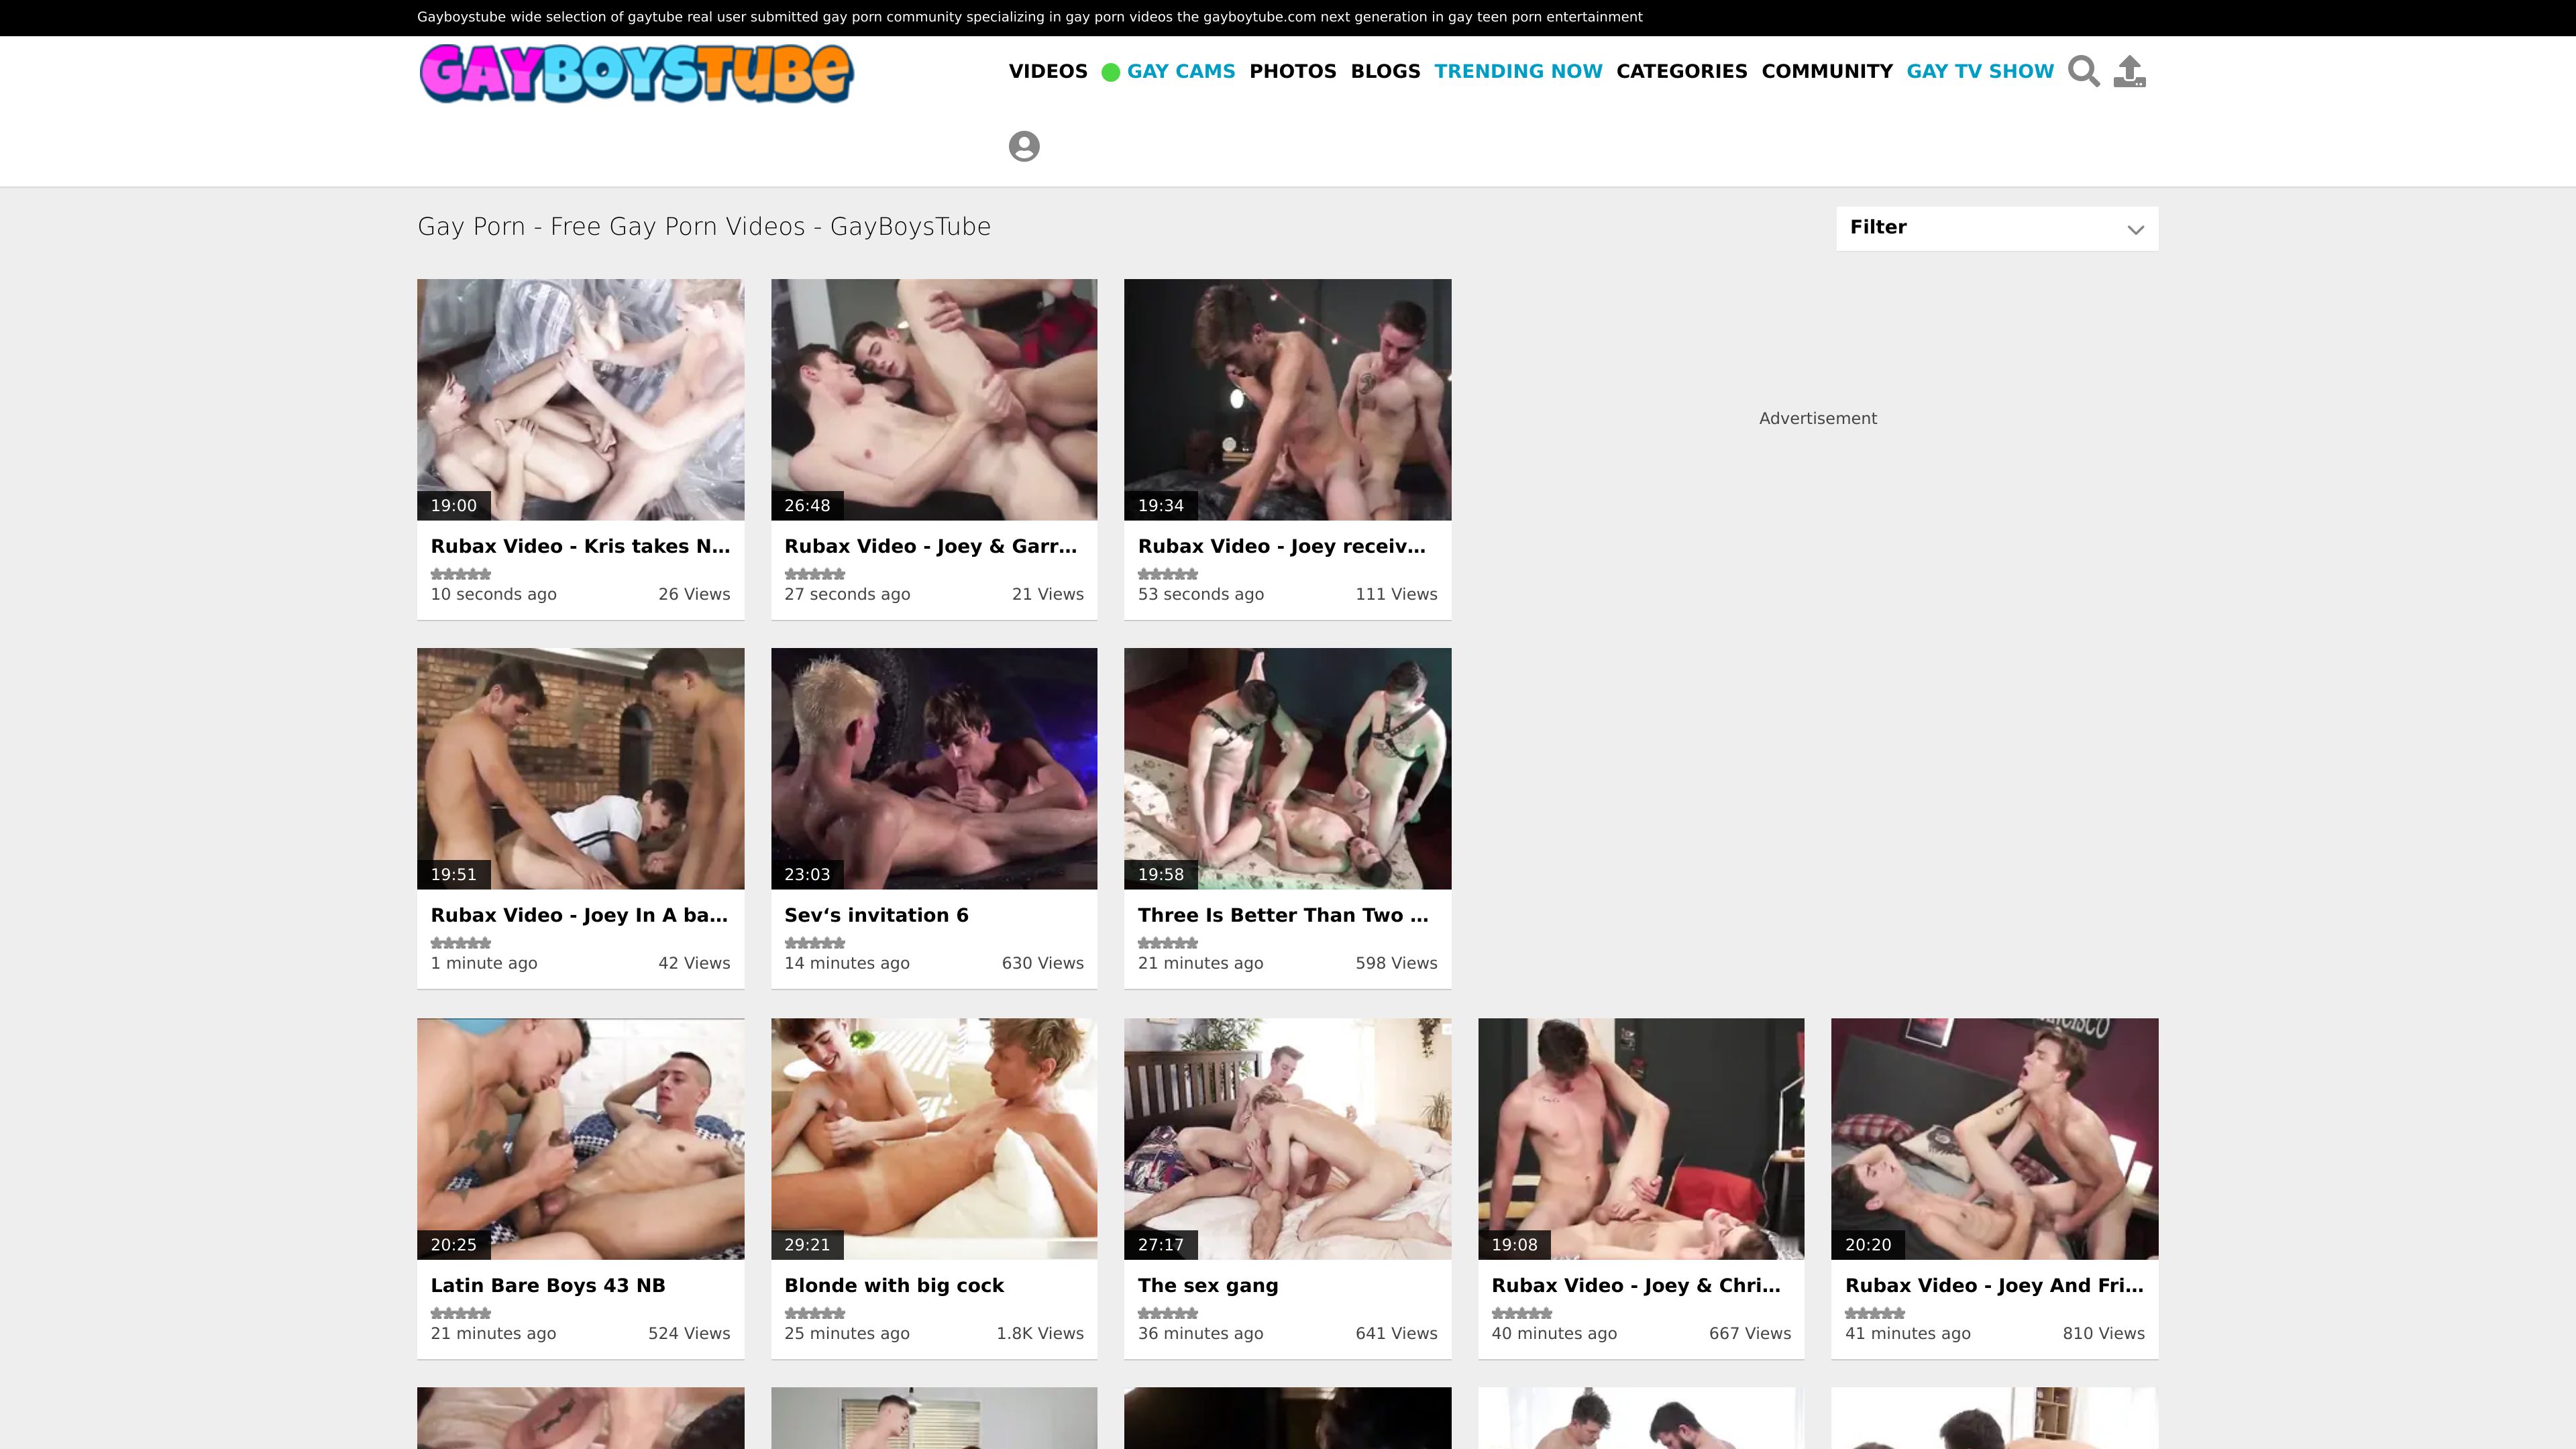 Gayboystube wide selection of gaytube real user submitted gay porn community specializing in gay porn videos the gayboytube.com next generation in gay teen porn entertainment
GAYBOYSTUBE
VIDEOS GAY CAMS PHOTOS BLOGS TRENDING NOW CATEGORIES COMMUNITY GAY TV SHOW
Gay Porn - Free Gay Porn Videos - GayBoysTube
Filter
19:00
Rubax Video - Kris takes N...
10 seconds ago 26 Views
26:48
Rubax Video - Joey & Garr...
27 seconds ago 21 Views
19:34
Rubax Video - Joey receiv...
53 seconds ago 111 Views
Advertisement
19:51
Rubax Video - Joey In A ba...
1 minute ago 42 Views
23:03
Sev‘s invitation 6
14 minutes ago 630 Views
19:58
Three Is Better Than Two ...
21 minutes ago 598 Views
20:25
Latin Bare Boys 43 NB
21 minutes ago 524 Views
29:21
Blonde with big cock
25 minutes ago 1.8K Views
27:17
The sex gang
36 minutes ago 641 Views
19:08
Rubax Video - Joey & Chri...
40 minutes ago 667 Views
20:20
Rubax Video - Joey And Fri...
41 minutes ago 810 Views